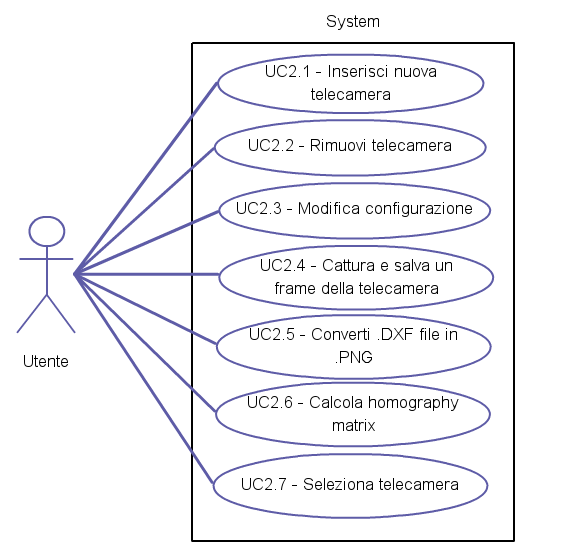 System
UC2.1 - Inserisci nuova
telecamera
UC2.2 - Rimuovi telecamera
UC2.3 - Modifica configurazione
UC2.4 - Cattura e salva un
frame della telecamera
UC2.5 - Converti .DXF file in
.PNG
UC2.6 - Calcola homography
matrix
UC2.7 - Seleziona telecamera
Utente